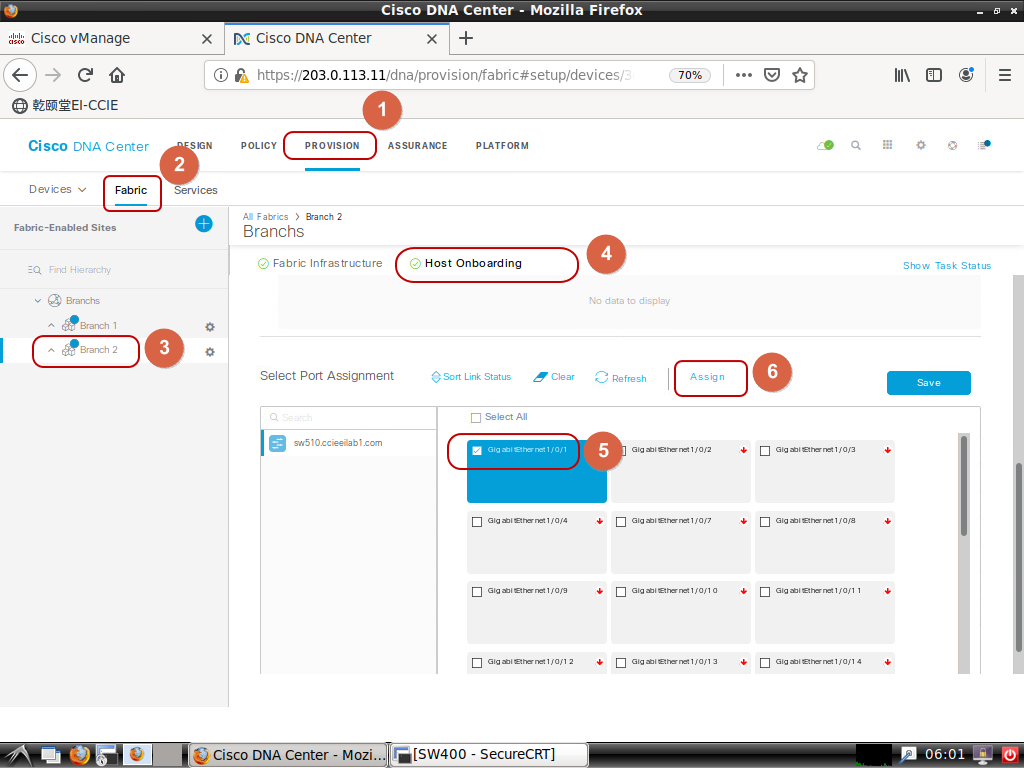 Cisco DNA Center - Mozilla Firefox
Cisco vManage
Cisco DNA Center
https://203.0.113.11/dna/provision/fabric#setup/devices/3
70%
乾颐堂EI-CCIE
1
Cisco DNA Center
DESIGN
POLICY
PROVISION
ASSURANCE
PLATFORM
2
Devices
Fabric
Services
Fabric-Enabled Sites
All Fabrics > Branch 2
Branchs
Find Hierarchy
Fabric Infrastructure
Host Onboarding
4
Show Task Status
Branchs
No data to display
Branch 1
Branch 2
3
Select Port Assignment
Sort Link Status
Clear
Refresh
Assign
6
Save
Search
Select All
sw510.ccieeilab1.com
GigabitEthernet1/0/1
5
GigabitEthernet1/0/2
GigabitEthernet1/0/3
GigabitEthernet1/0/4
GigabitEthernet1/0/7
GigabitEthernet1/0/8
GigabitEthernet1/0/9
GigabitEthernet1/0/10
GigabitEthernet1/0/11
GigabitEthernet1/0/12
GigabitEthernet1/0/13
GigabitEthernet1/0/14
Cisco DNA Center - Mozi...
[SW400 - SecureCRT]
06:01